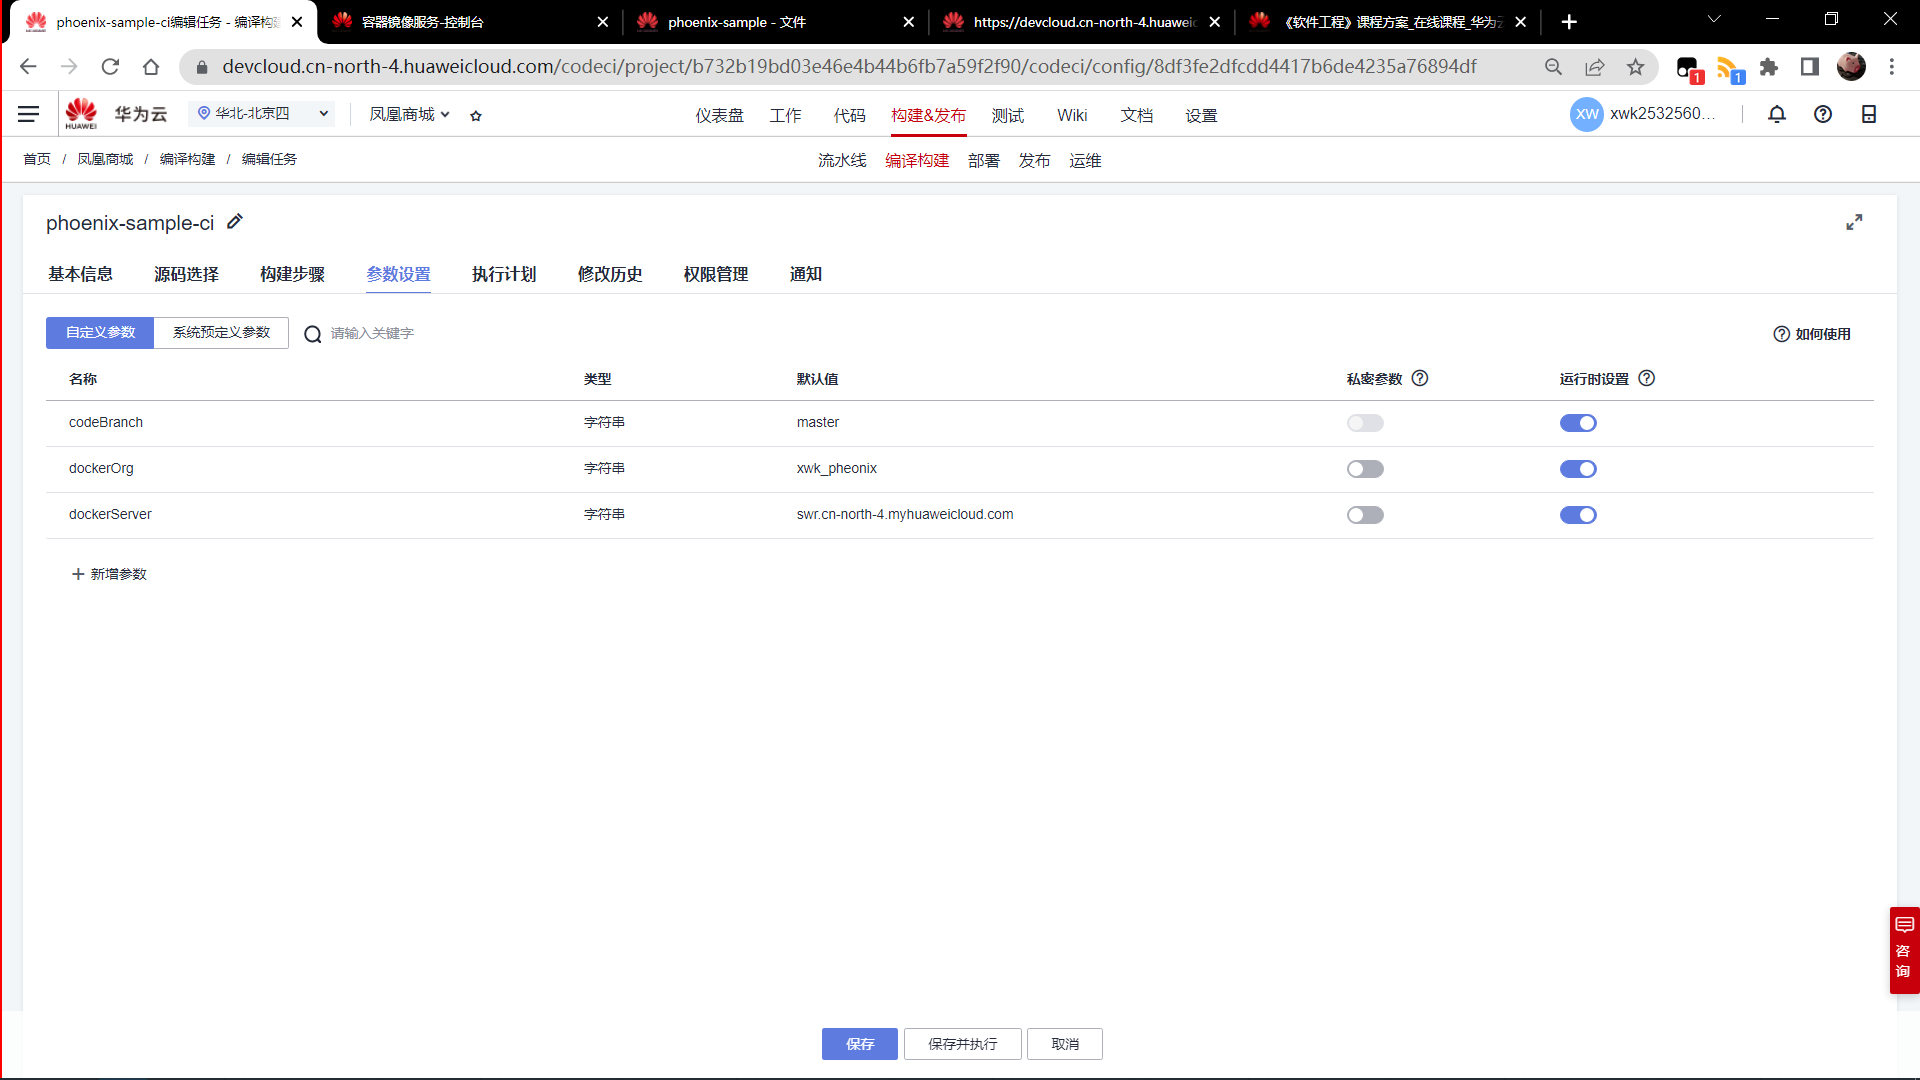 phoenix-sample-ci编辑任务 - 编译构建
容器镜像服务-控制台
phoenix-sample - 文件
https://devcloud.cn-north-4.huaweic
《软件工程》课程方案_在线课程_华为云
devcloud.cn-north-4.huaweicloud.com/codeci/project/b732b19bd03e46e4b44b6fb7a59f2f90/codeci/config/8df3fe2dfcdd4417b6de4235a76894df
1
1
HUAWEI
华为云
华北-北京四
凤凰商城
仪表盘
工作
代码
构建&发布
测试
Wiki
文档
设置
XW
xwk2532560...
首页 / 凤凰商城 / 编译构建 / 编辑任务
流水线
编译构建
部署
发布
运维
phoenix-sample-ci
基本信息
源码选择
构建步骤
参数设置
执行计划
修改历史
权限管理
通知
自定义参数
系统预定义参数
请输入关键字
如何使用
名称 类型 默认值 私密参数 运行时设置
codeBranch 字符串 master
dockerOrg 字符串 xwk_pheonix
dockerServer 字符串 swr.cn-north-4.myhuaweicloud.com
新增参数
咨询
保存
保存并执行
取消